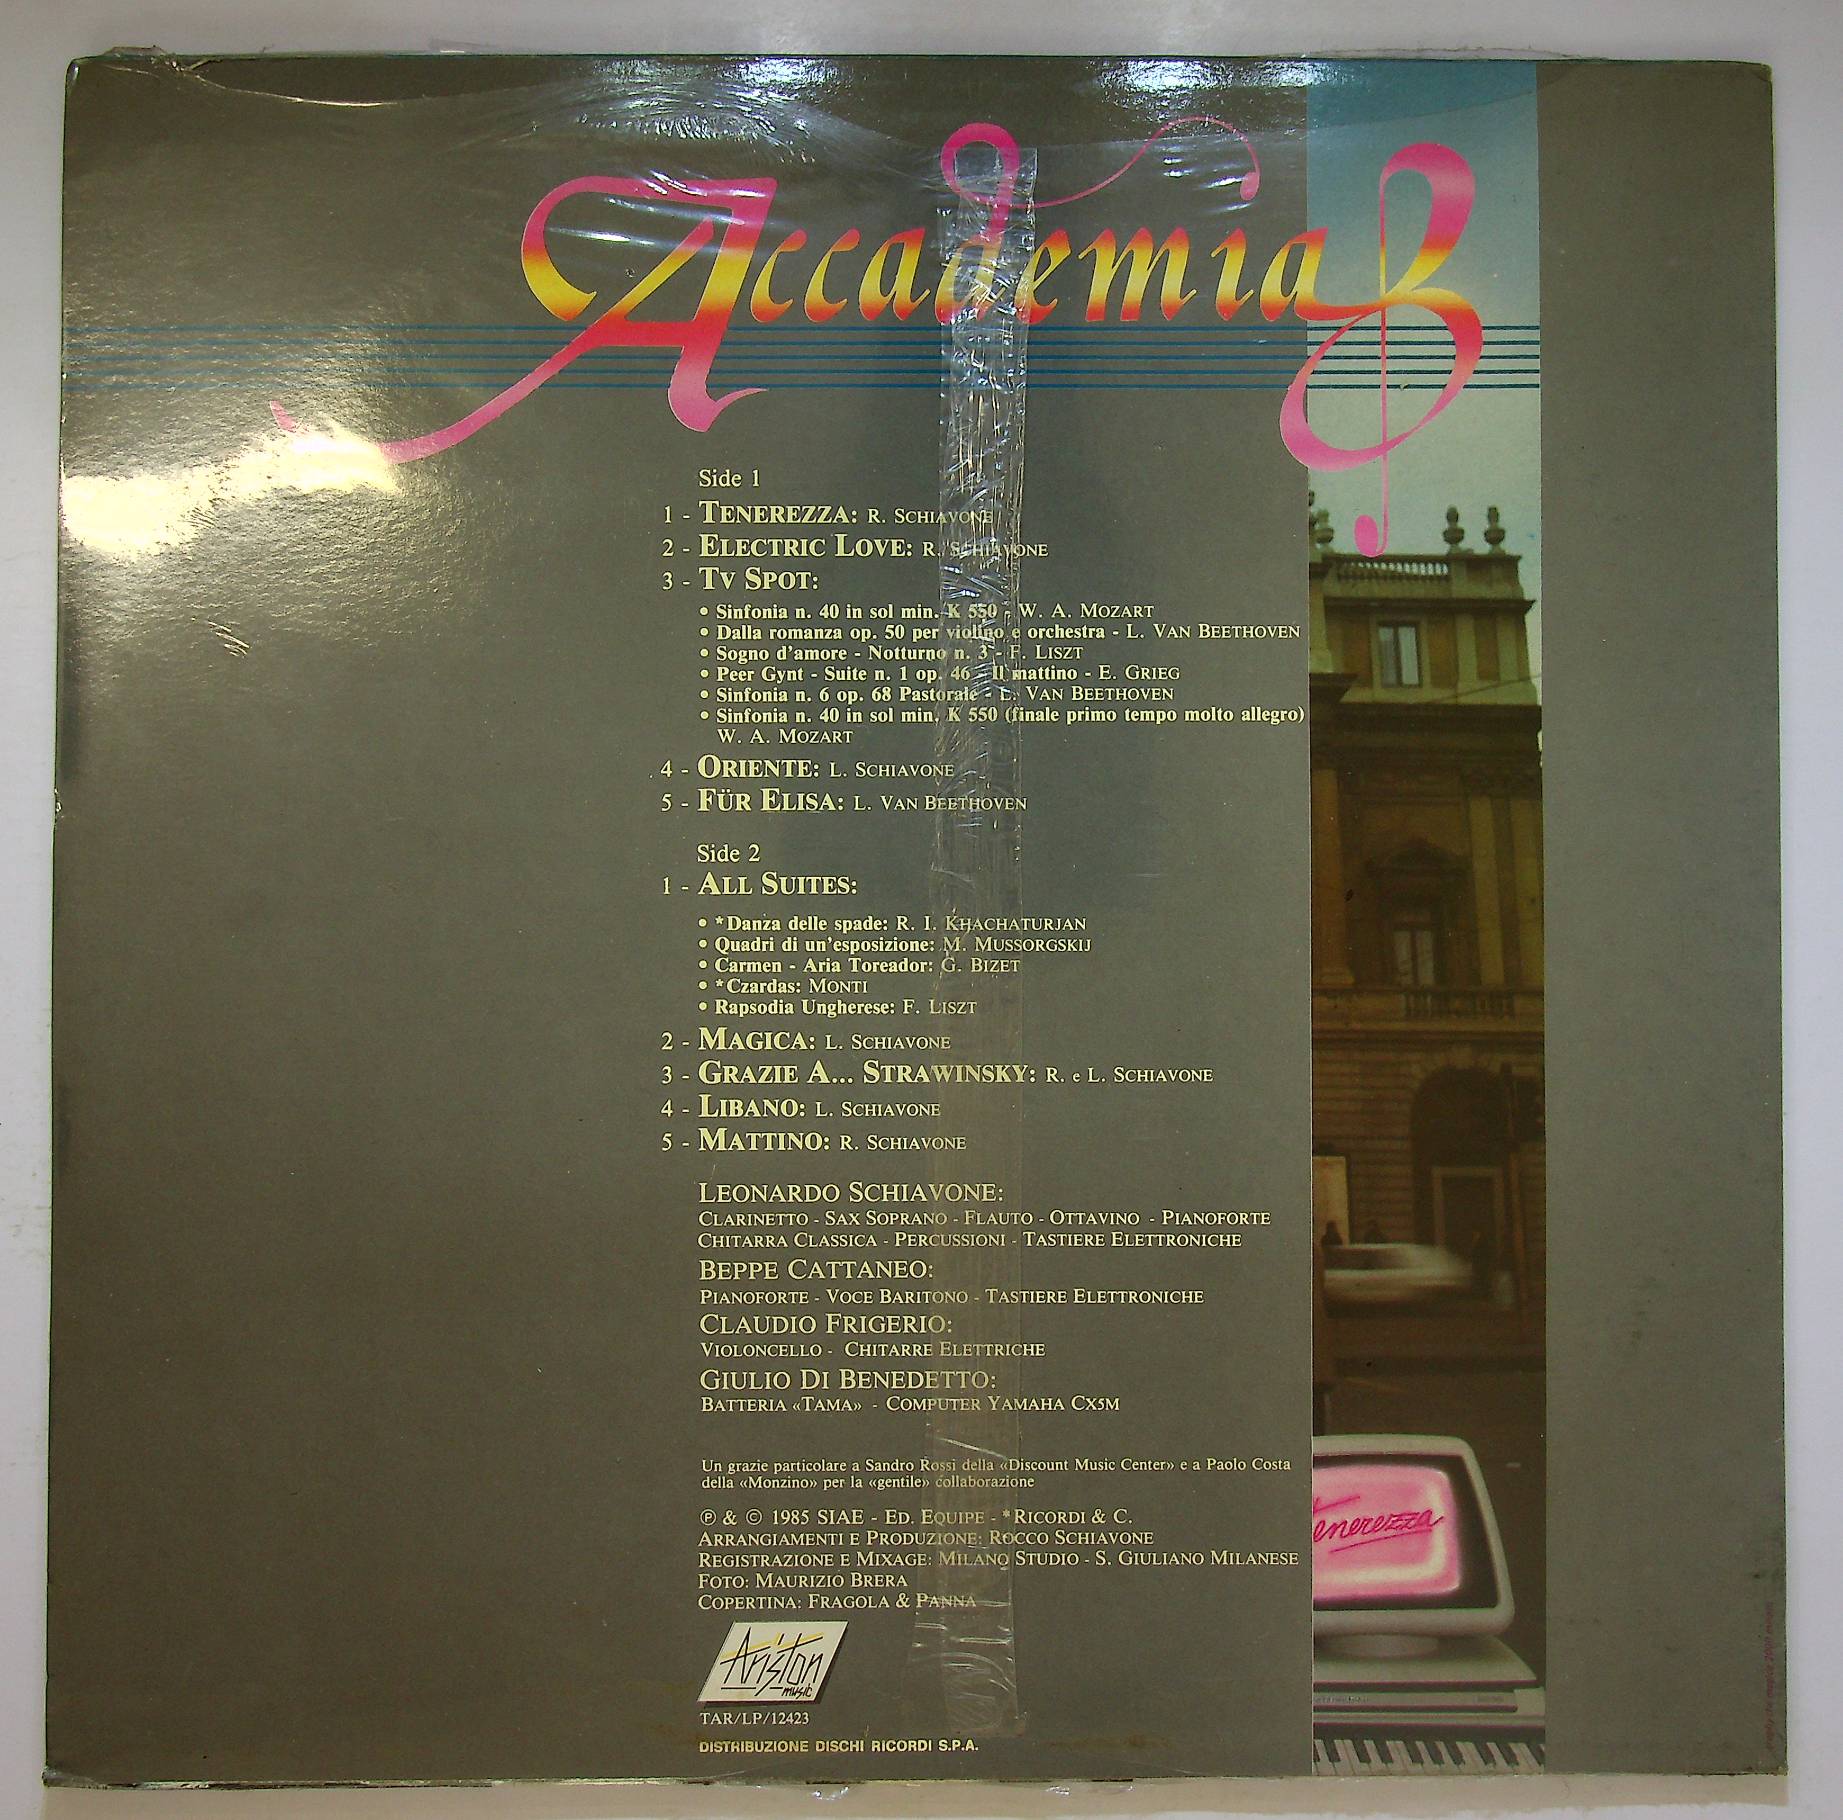 Accademia
Side 1
1 - TENEREZZA: R. SCHIAVONE
2 - ELECTRIC LOVE: R. SCHIAVONE
3 - TV SPOT:
• Sinfonia n. 40 in sol min. K 550 - W. A. MOZART
• Dalla romanza op. 50 per violino e orchestra - L. VAN BEETHOVEN
• Sogno d'amore - Notturno n. 3 - F. LISZT
• Peer Gynt - Suite n. 1 op. 46 - Il mattino - E. GRIEG
• Sinfonia n. 6 op. 68 Pastorale - L. VAN BEETHOVEN
• Sinfonia n. 40 in sol min. K 550 (finale primo tempo molto allegro)
W. A. MOZART
4 - ORIENTE: L. SCHIAVONE
5 - FÜR ELISA: L. VAN BEETHOVEN
Side 2
1 - ALL SUITES:
• *Danza delle spade: R. I. KHACHATURJAN
• Quadri di un'esposizione: M. MUSSORGSKIJ
• Carmen - Aria Toreador: G. BIZET
• *Czardas: MONTI
• Rapsodia Ungherese: F. LISZT
2 - MAGICA: L. SCHIAVONE
3 - GRAZIE A... STRAWINSKY: R. e L. SCHIAVONE
4 - LIBANO: L. SCHIAVONE
5 - MATTINO: R. SCHIAVONE
LEONARDO SCHIAVONE:
CLARINETTO - SAX SOPRANO - FLAUTO - OTTAVINO - PIANOFORTE
CHITARRA CLASSICA - PERCUSSIONI - TASTIERE ELETTRONICHE
BEPPE CATTANEO:
PIANOFORTE - VOCE BARITONO - TASTIERE ELETTRONICHE
CLAUDIO FRIGERIO:
VIOLONCELLO - CHITARRE ELETTRICHE
GIULIO DI BENEDETTO:
BATTERIA «TAMA» - COMPUTER YAMAHA CX5M
Un grazie particolare a Sandro Rossi della «Discount Music Center» e a Paolo Costa
della «Monzino» per la «gentile» collaborazione
℗ & © 1985 SIAE - ED. EQUIPE - *RICORDI & C.
ARRANGIAMENTI E PRODUZIONE: ROCCO SCHIAVONE
REGISTRAZIONE E MIXAGE: MILANO STUDIO - S. GIULIANO MILANESE
FOTO: MAURIZIO BRERA
COPERTINA: FRAGOLA & PANNA
Tenerezza
Ariston
music
TAR/LP/12423
DISTRIBUZIONE DISCHI RICORDI S.P.A.